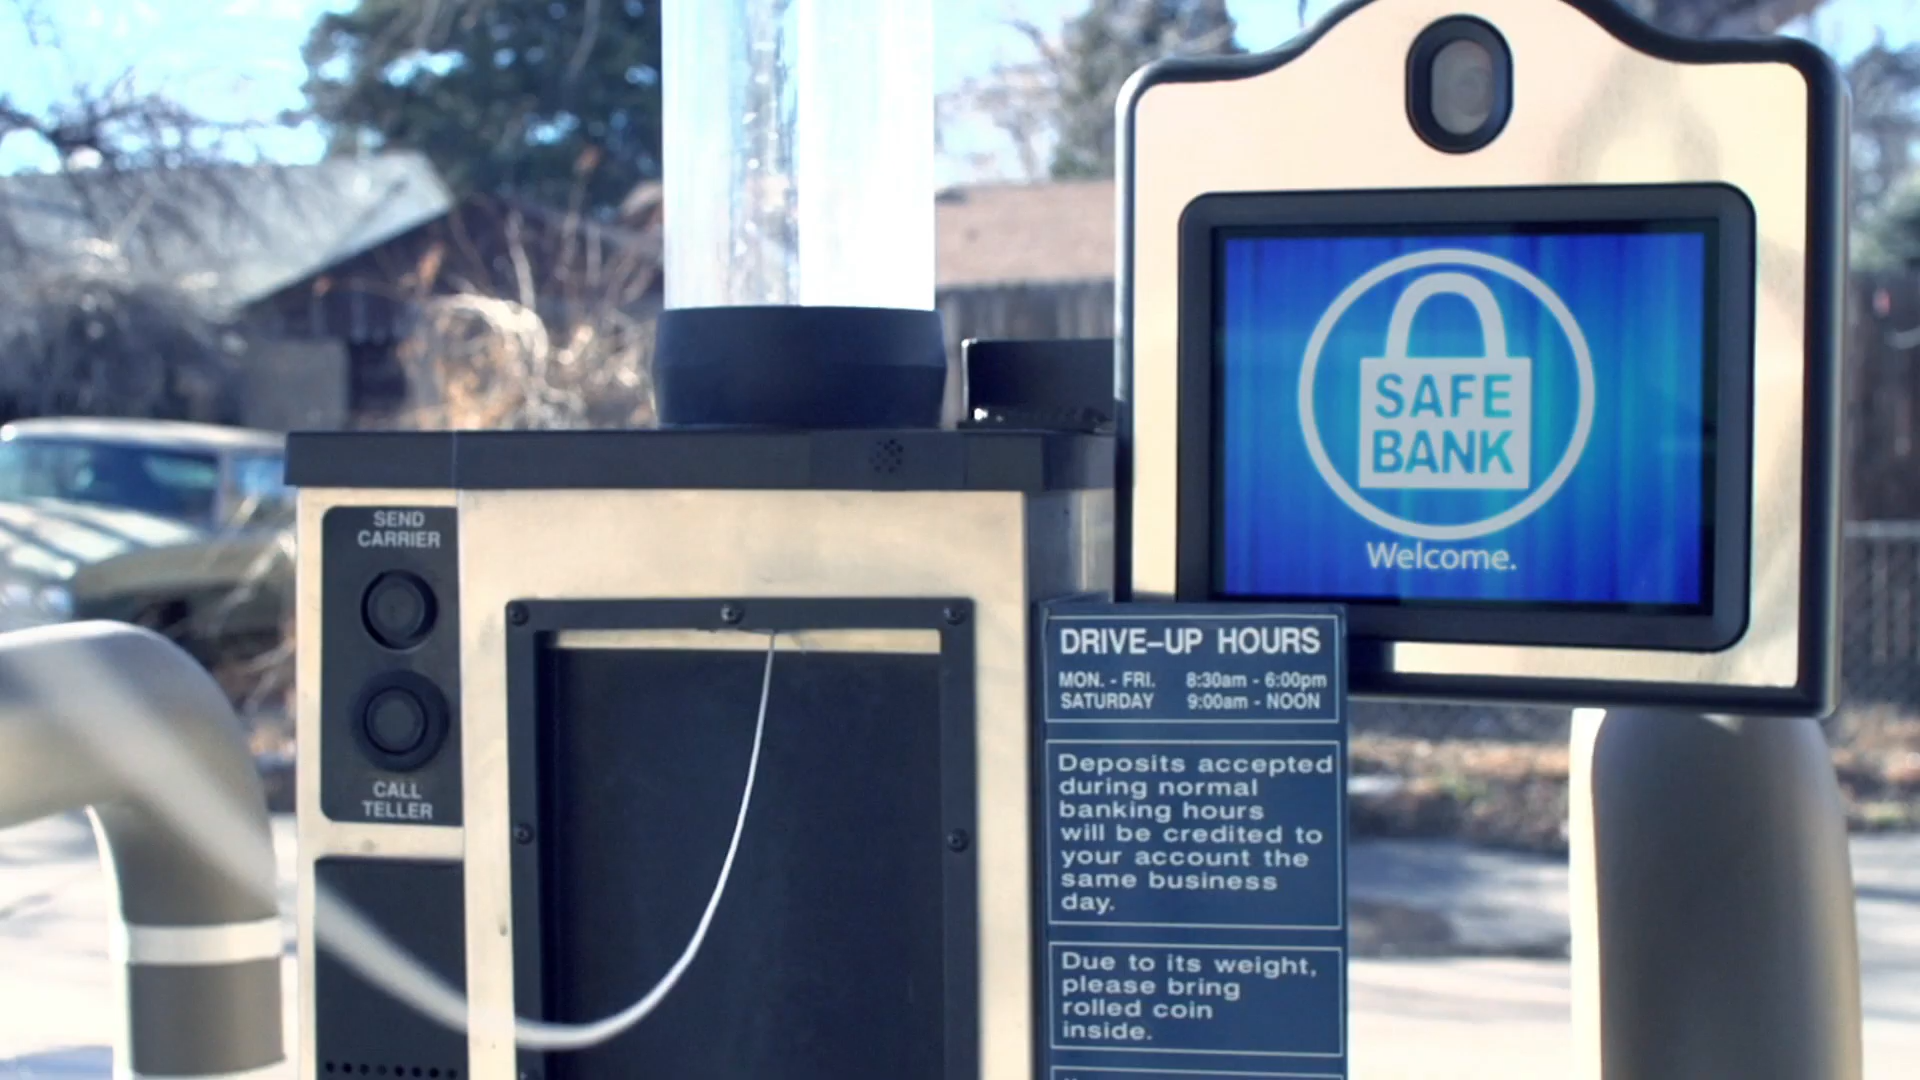 SAFE
BANK
Welcome.
SEND
CARRIER
CALL
TELLER
DRIVE-UP HOURS
MON. - FRI. 8:30am - 6:00pm
SATURDAY 9:00am - NOON
Deposits accepted
during normal
banking hours
will be credited to
your account the
same business
day.
Due to its weight,
please bring
rolled coin
inside.